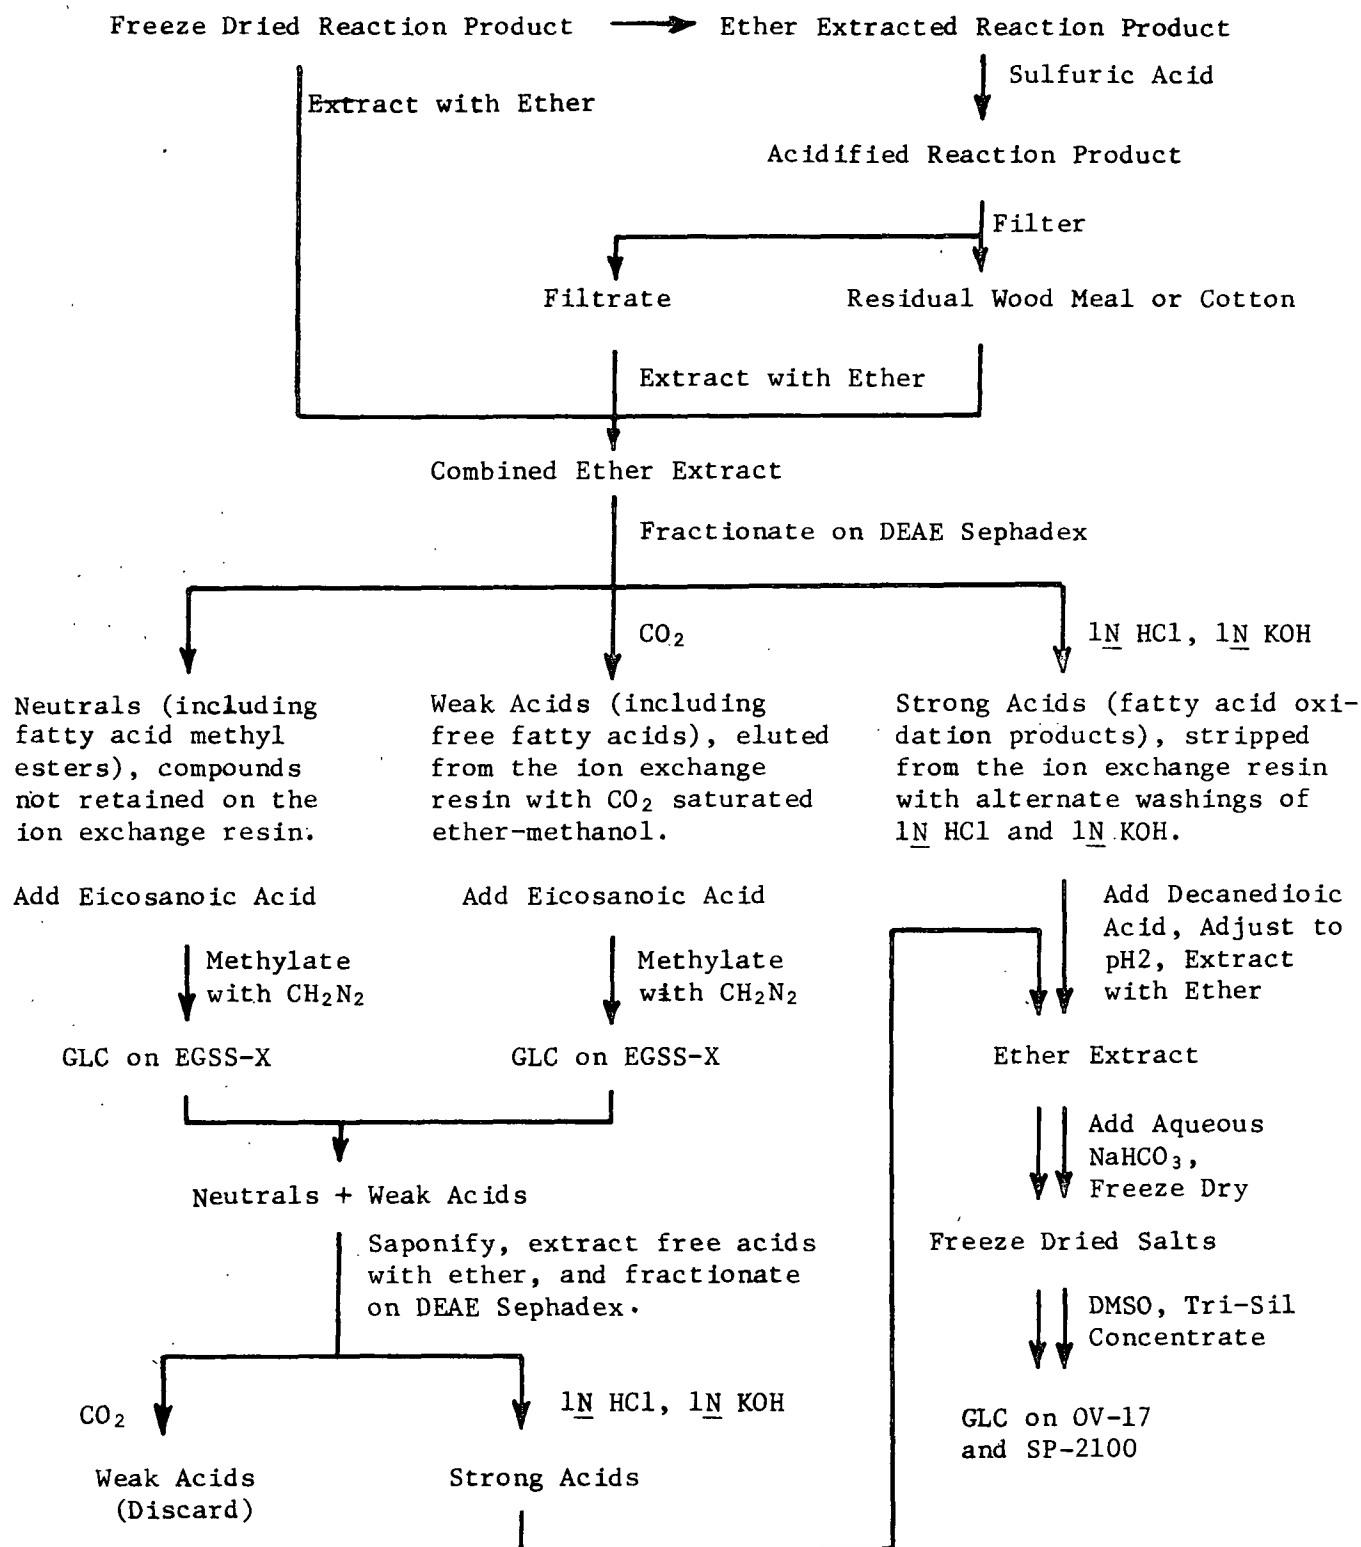 Freeze Dried Reaction Product
Ether Extracted Reaction Product
Sulfuric Acid
Extract with Ether
Acidified Reaction Product
Filter
Filtrate
Residual Wood Meal or Cotton
Extract with Ether
Combined Ether Extract
Fractionate on DEAE Sephadex
CO₂
1N HCl, 1N KOH
Neutrals (including
fatty acid methyl
esters), compounds
not retained on the
ion exchange resin.
Weak Acids (including
free fatty acids), eluted
from the ion exchange
resin with CO₂ saturated
ether-methanol.
Strong Acids (fatty acid oxi-
dation products), stripped
from the ion exchange resin
with alternate washings of
1N HCl and 1N KOH.
Add Eicosanoic Acid
Add Eicosanoic Acid
Add Decanedioic
Acid, Adjust to
pH2, Extract
with Ether
Methylate
with CH₂N₂
Methylate
with CH₂N₂
GLC on EGSS-X
GLC on EGSS-X
Ether Extract
Add Aqueous
NaHCO₃,
Freeze Dry
Neutrals + Weak Acids
Saponify, extract free acids
with ether, and fractionate
on DEAE Sephadex.
Freeze Dried Salts
DMSO, Tri-Sil
Concentrate
CO₂
1N HCl, 1N KOH
GLC on OV-17
and SP-2100
Weak Acids
(Discard)
Strong Acids